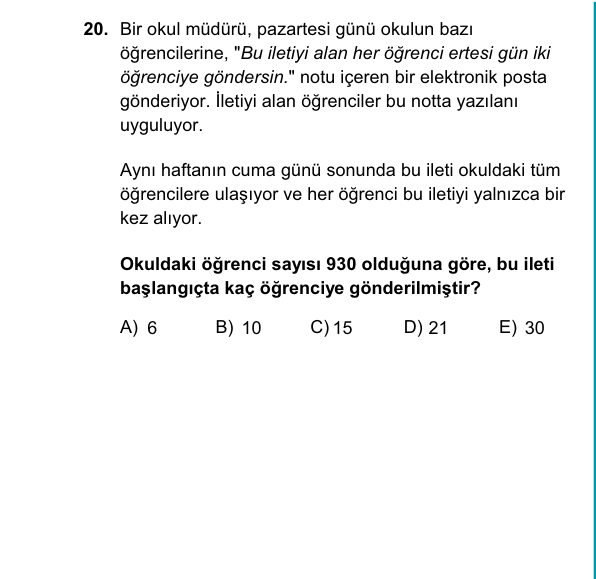 20. Bir okul müdürü, pazartesi günü okulun bazı
öğrencilerine, "Bu iletiyi alan her öğrenci ertesi gün iki
öğrenciye göndersin." notu içeren bir elektronik posta
gönderiyor. İletiyi alan öğrenciler bu notta yazılanı
uyguluyor.
Aynı haftanın cuma günü sonunda bu ileti okuldaki tüm
öğrencilere ulaşıyor ve her öğrenci bu iletiyi yalnızca bir
kez alıyor.
Okuldaki öğrenci sayısı 930 olduğuna göre, bu ileti
başlangıçta kaç öğrenciye gönderilmiştir?
A) 6 B) 10 C) 15 D) 21 E) 30